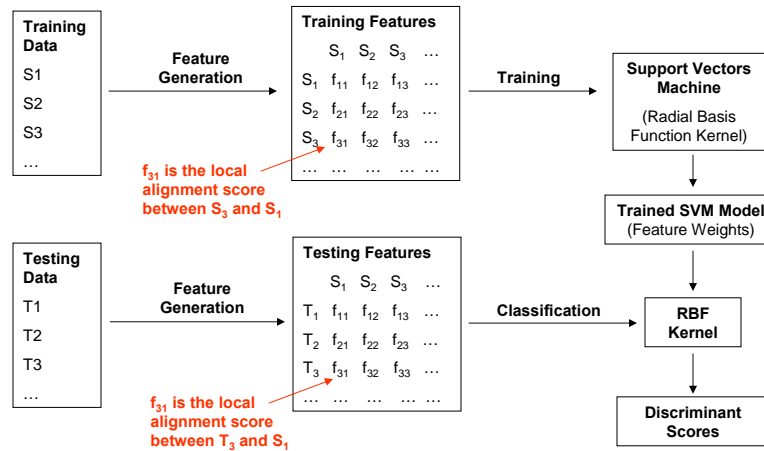 Training
Data
S1
S2
S3
…
Feature
Generation
Training Features
S1 S2 S3 …
S1 f11 f12 f13 …
S2 f21 f22 f23 …
S3 f31 f32 f33 …
… … … … …
f31 is the local
alignment score
between S3 and S1
Training
Support Vectors
Machine
(Radial Basis
Function Kernel)
Trained SVM Model
(Feature Weights)
Testing
Data
T1
T2
T3
…
Feature
Generation
Testing Features
S1 S2 S3 …
T1 f11 f12 f13 …
T2 f21 f22 f23 …
T3 f31 f32 f33 …
… … … … …
f31 is the local
alignment score
between T3 and S1
Classification
RBF
Kernel
Discriminant
Scores